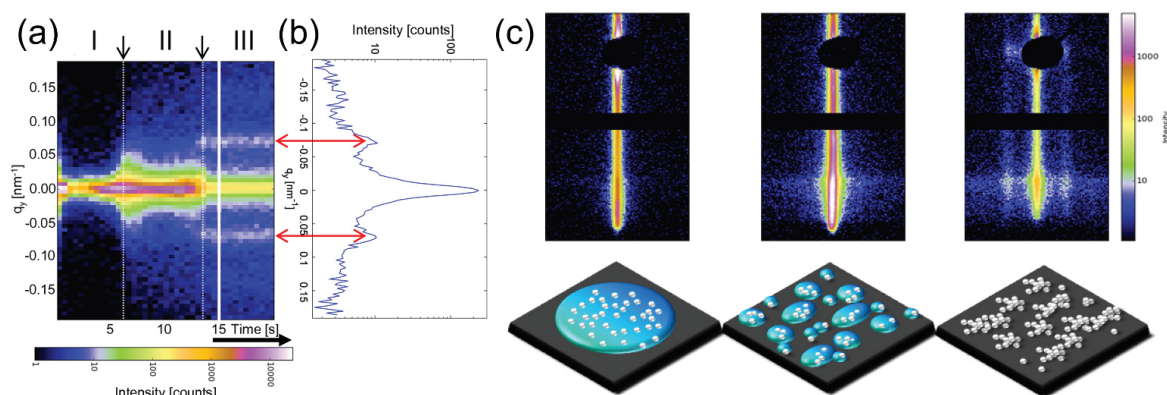 (a)
I
II
III
0.15
0.10
0.05
0.00
-0.05
-0.10
-0.15
q_y [nm⁻¹]
5
10
15
Time [s]
1
10
100
1000
10000
Intensity [counts]
(b)
Intensity [counts]
10
100
-0.15
-0.1
-0.05
0
0.05
0.1
0.15
q_y [nm⁻¹]
(c)
1000
100
10
Intensity